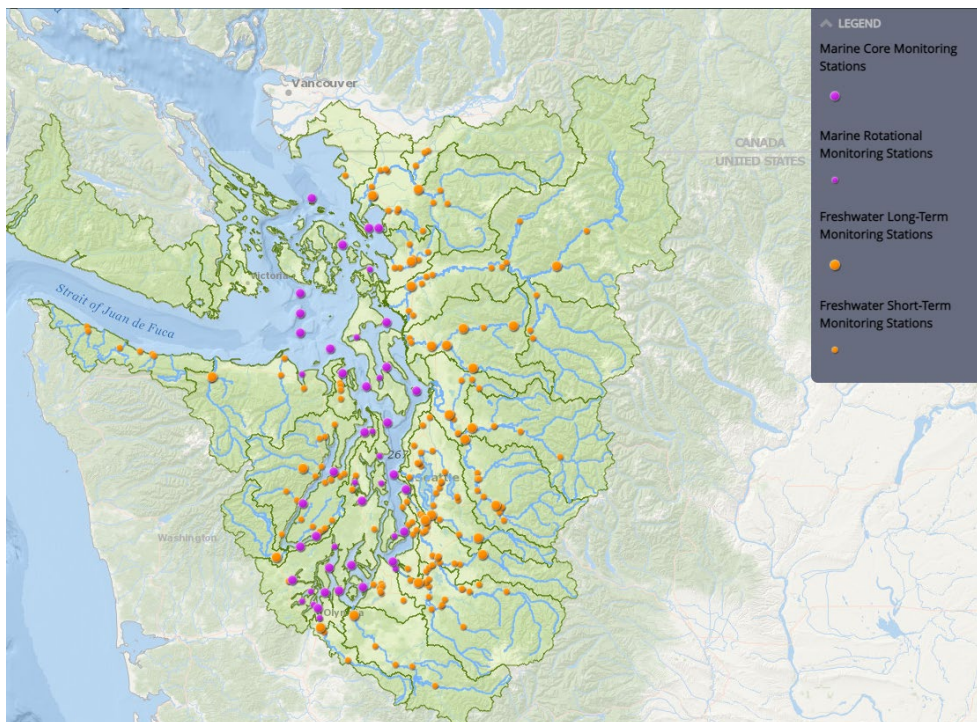 LEGEND
Marine Core Monitoring
Stations
Marine Rotational
Monitoring Stations
Freshwater Long-Term
Monitoring Stations
Freshwater Short-Term
Monitoring Stations
Vancouver
CANADA
UNITED STATES
Victoria
Strait of Juan de Fuca
Seattle
Washington
Olympia